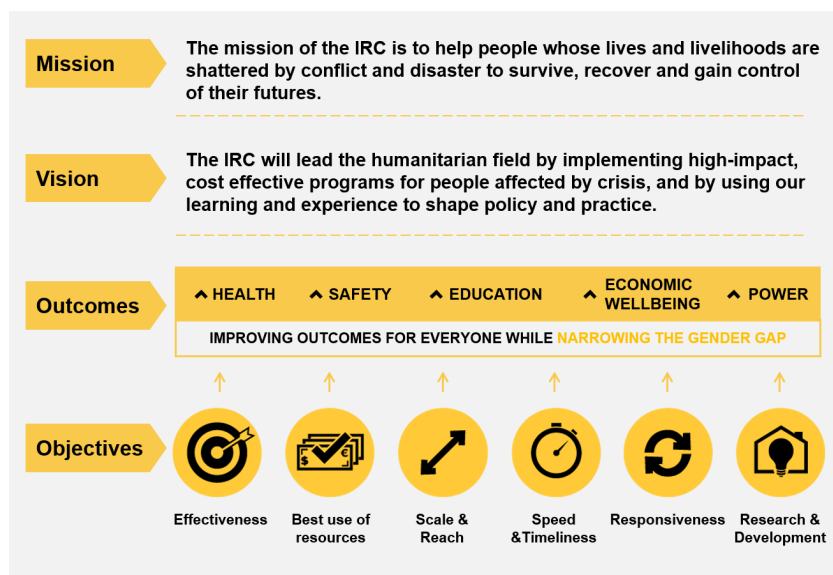 Mission
The mission of the IRC is to help people whose lives and livelihoods are
shattered by conflict and disaster to survive, recover and gain control
of their futures.
Vision
The IRC will lead the humanitarian field by implementing high-impact,
cost effective programs for people affected by crisis, and by using our
learning and experience to shape policy and practice.
Outcomes
HEALTH
SAFETY
EDUCATION
ECONOMIC
WELLBEING
POWER
IMPROVING OUTCOMES FOR EVERYONE WHILE NARROWING THE GENDER GAP
Objectives
$ €
Effectiveness
Best use of
resources
Scale &
Reach
Speed
&Timeliness
Responsiveness
Research &
Development